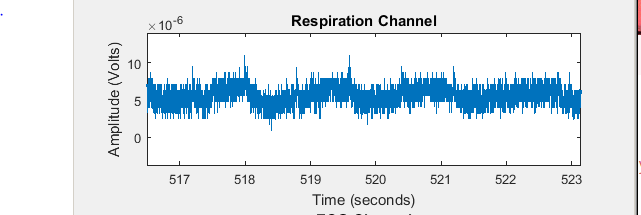 Respiration Channel
×10-6
Amplitude (Volts)
10
5
0
517 518 519 520 521 522 523
Time (seconds)